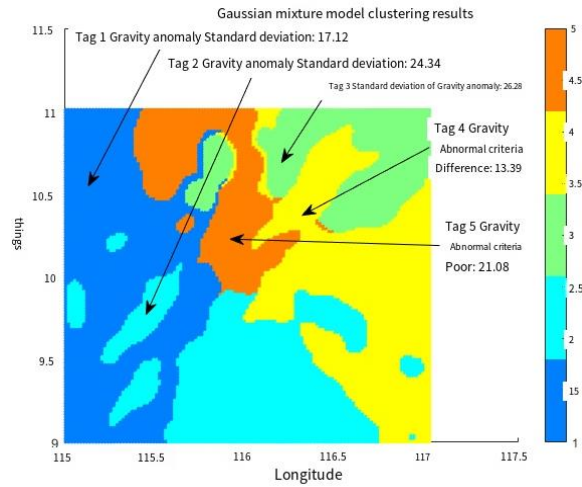 Gaussian mixture model clustering results
Tag 1 Gravity anomaly Standard deviation: 17.12
Tag 2 Gravity anomaly Standard deviation: 24.34
Tag 3 Standard deviation of Gravity anomaly: 26.28
Tag 4 Gravity
Abnormal criteria
Difference: 13.39
Tag 5 Gravity
Abnormal criteria
Poor: 21.08
things
11.5
11
10.5
10
9.5
9
115
115.5
116
116.5
117
117.5
Longitude
5
4.5
4
3.5
3
2.5
2
15
1